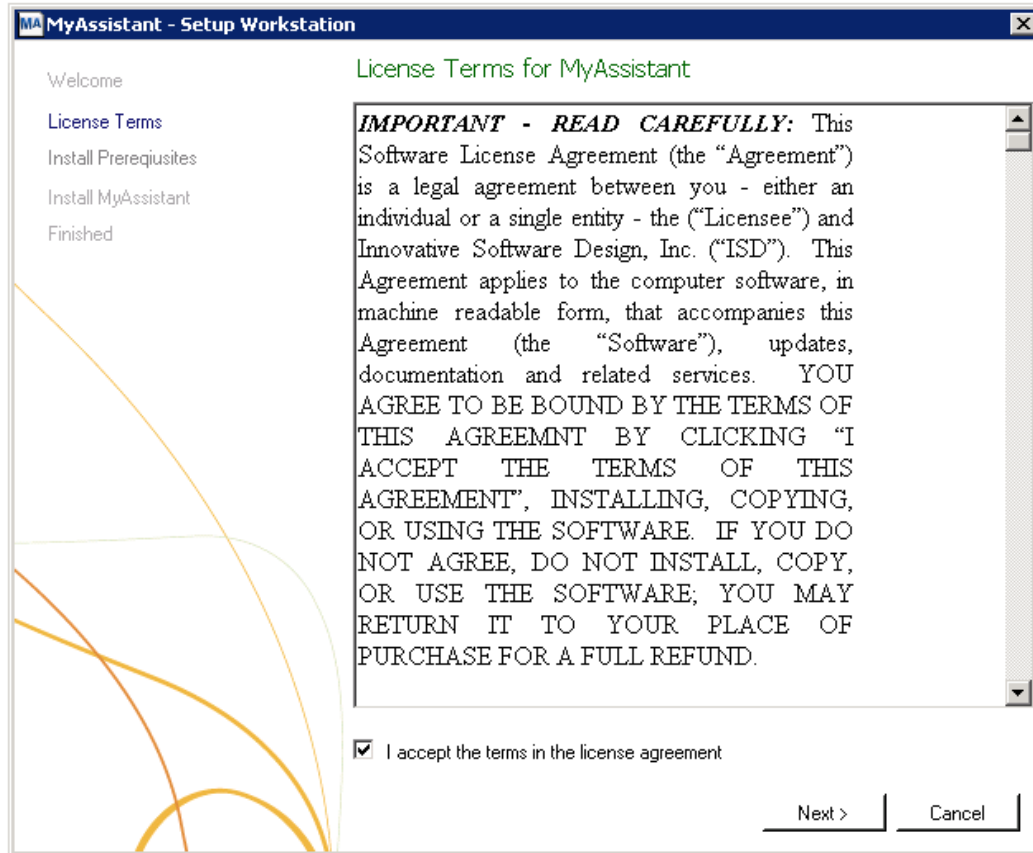 MA MyAssistant - Setup Workstation
Welcome
License Terms
Install Prereqiusites
Install MyAssistant
Finished
License Terms for MyAssistant
IMPORTANT - READ CAREFULLY: This
Software License Agreement (the “Agreement”)
is a legal agreement between you - either an
individual or a single entity - the (“Licensee”) and
Innovative Software Design, Inc. (“ISD”). This
Agreement applies to the computer software, in
machine readable form, that accompanies this
Agreement (the “Software”), updates,
documentation and related services. YOU
AGREE TO BE BOUND BY THE TERMS OF
THIS AGREEMNT BY CLICKING “I
ACCEPT THE TERMS OF THIS
AGREEMENT”, INSTALLING, COPYING,
OR USING THE SOFTWARE. IF YOU DO
NOT AGREE, DO NOT INSTALL, COPY,
OR USE THE SOFTWARE; YOU MAY
RETURN IT TO YOUR PLACE OF
PURCHASE FOR A FULL REFUND.
I accept the terms in the license agreement
Next >
Cancel